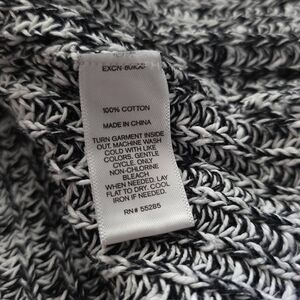 100% COTTON
MADE IN CHINA
TURN GARMENT INSIDE
OUT. MACHINE WASH
COLD WITH LIKE
COLORS, GENTLE
CYCLE. ONLY
NON-CHLORINE
BLEACH
WHEN NEEDED. LAY
FLAT TO DRY. COOL
IRON IF NEEDED.
RN# 55285